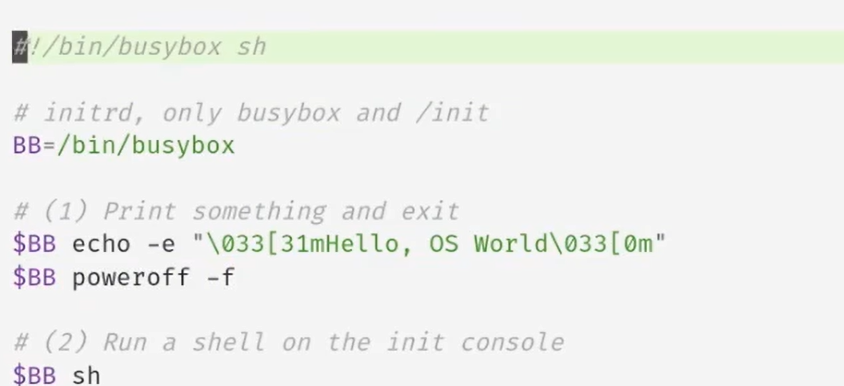 #!/bin/busybox sh
# initrd, only busybox and /init
BB=/bin/busybox
# (1) Print something and exit
$BB echo -e "\033[31mHello, OS World\033[0m"
$BB poweroff -f
# (2) Run a shell on the init console
$BB sh